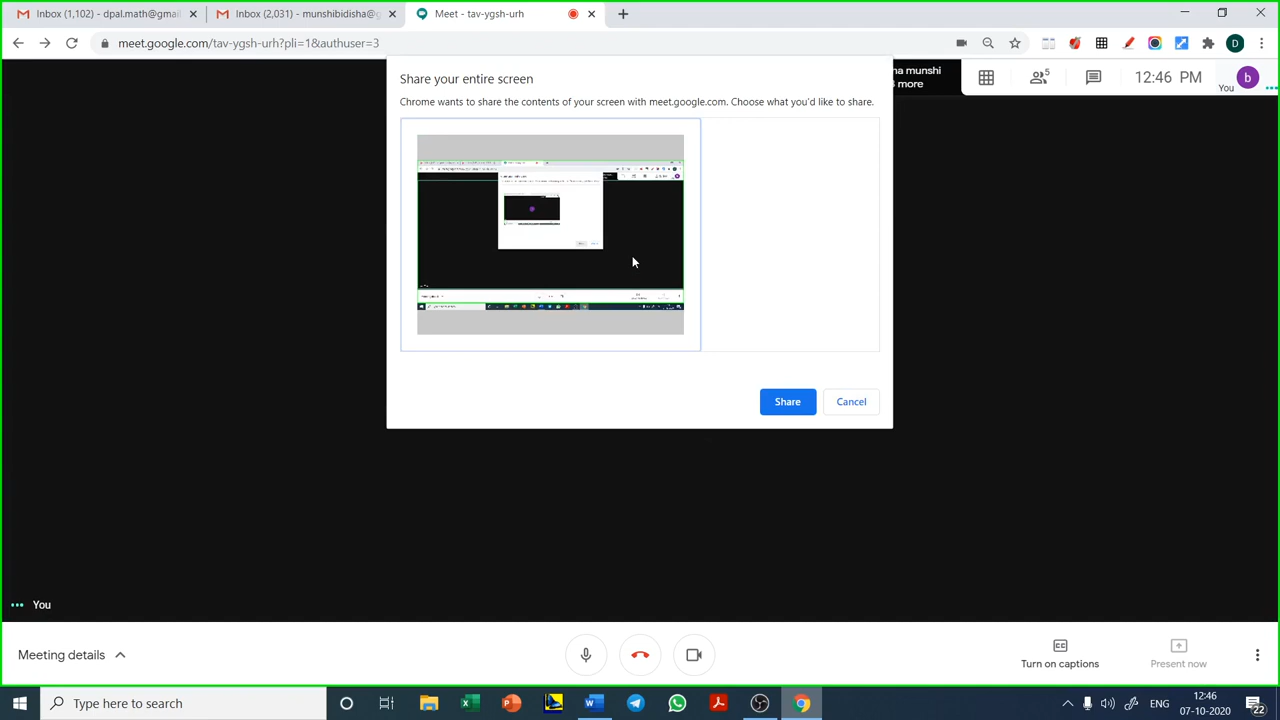 Inbox (1,102) - dpal.math@gmail
Inbox (2,031) - munshibidisha@g
Meet - tav-ygsh-urh
meet.google.com/tav-ygsh-urh?pli=1&authuser=3
D
Share your entire screen
Chrome wants to share the contents of your screen with meet.google.com. Choose what you'd like to share.
munshi
more
5
12:46 PM
b
You
Share
Cancel
You
Meeting details
CC
Turn on captions
Present now
Type here to search
ENG
12:46
07-10-2020
22